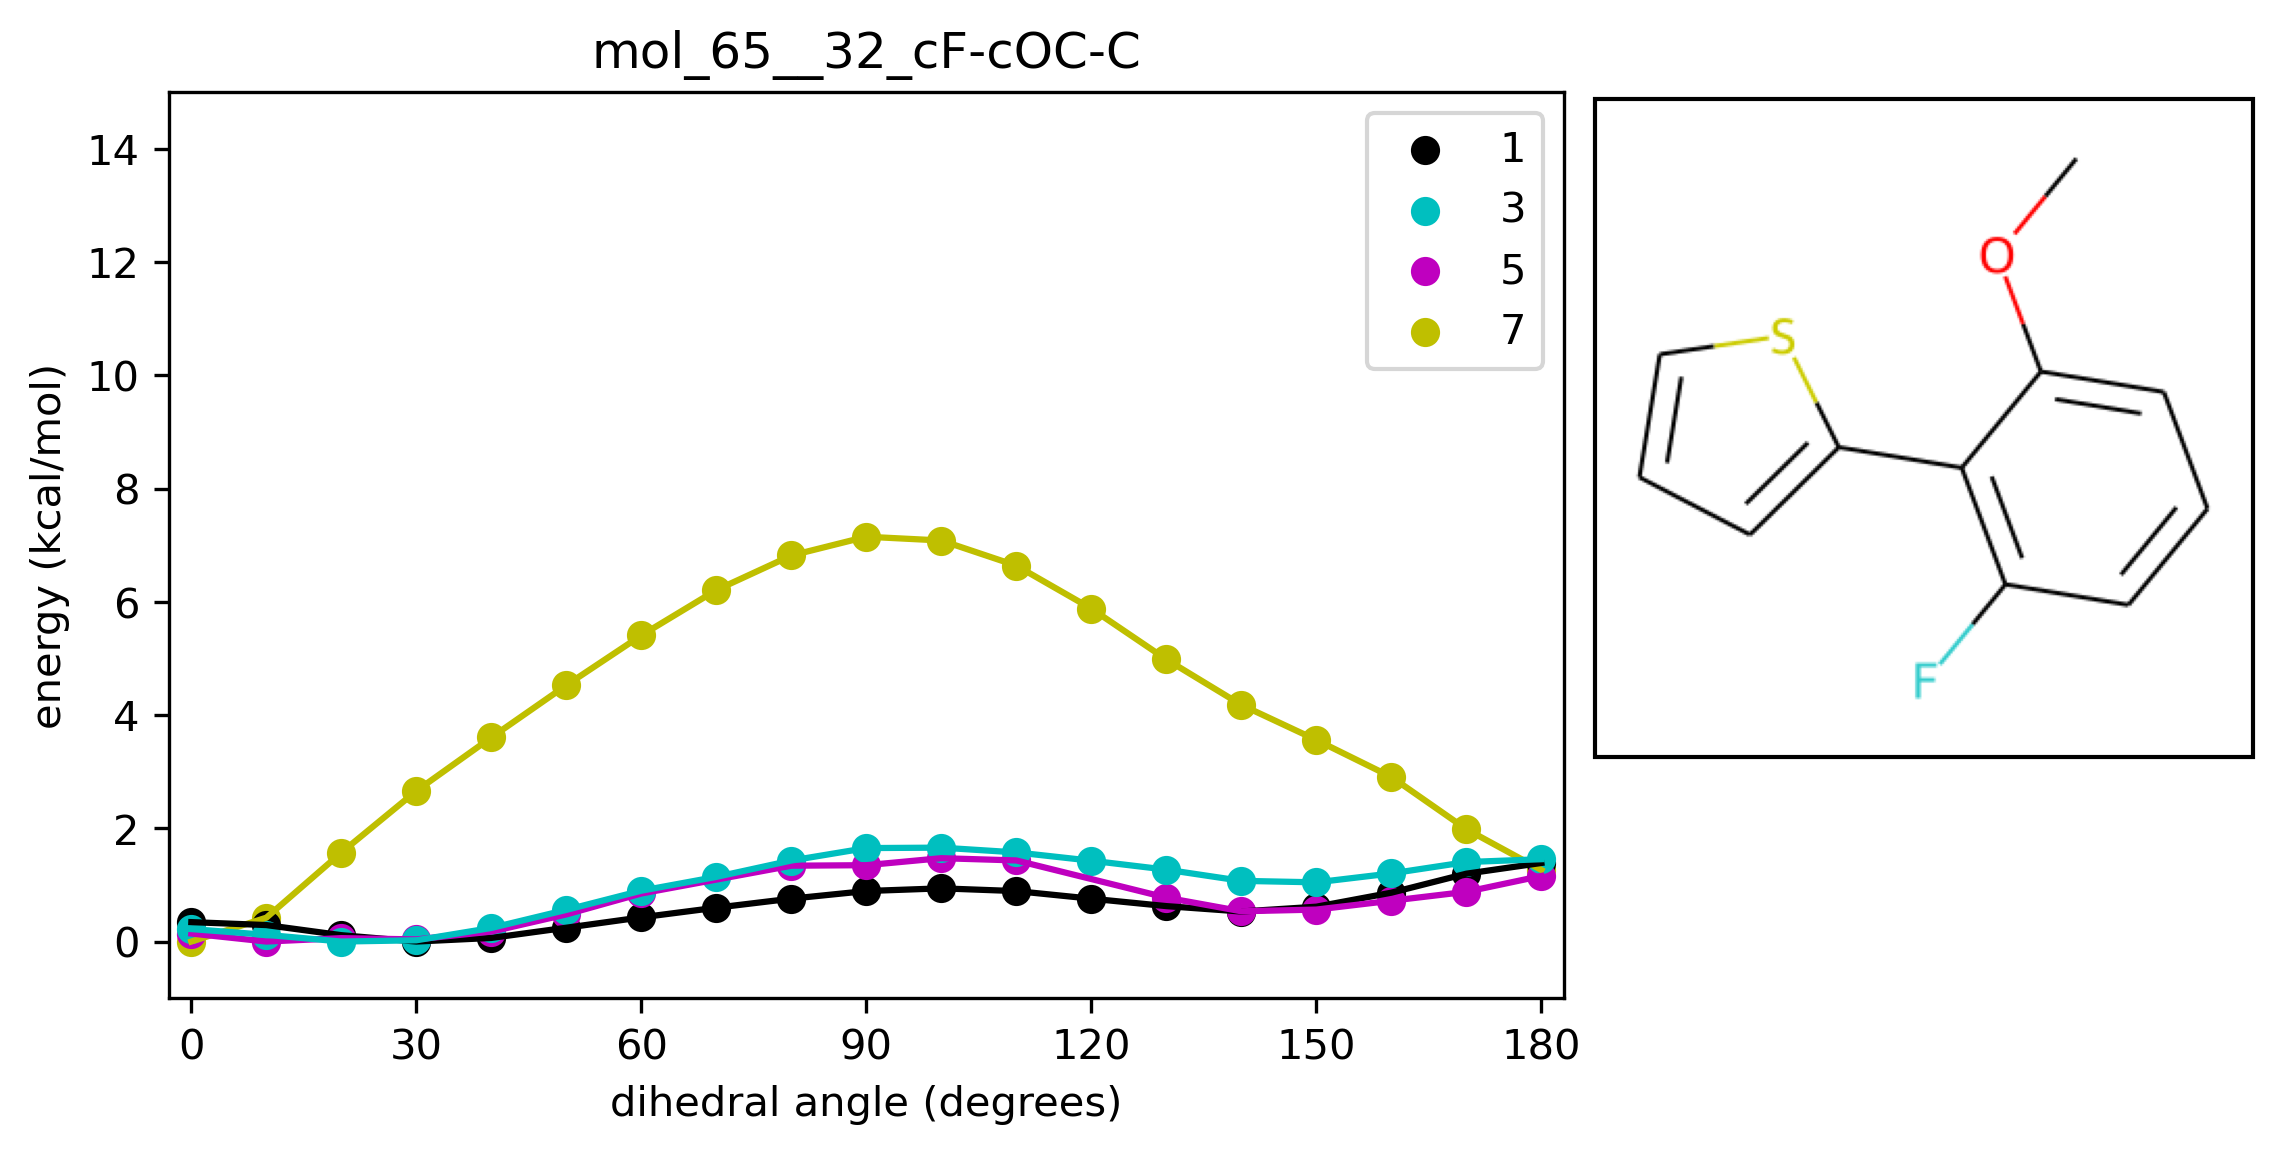 mol_65__32_cF-cOC-C
energy (kcal/mol)
14
12
10
8
6
4
2
0
0 30 60 90 120 150 180
dihedral angle (degrees)
1
3
5
7
O
S
F